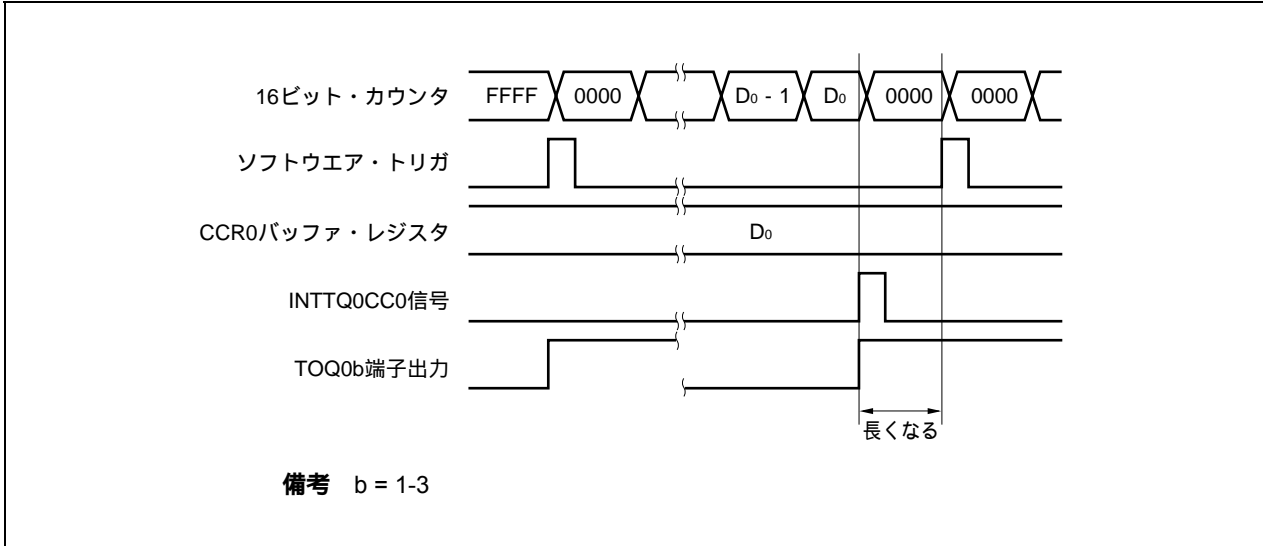 16ビット・カウンタ FFFF 0000 D0 - 1 D0 0000 0000
ソフトウエア・トリガ
CCR0バッファ・レジスタ D0
INTTQ0CC0信号
TOQ0b端子出力
長くなる
備考 b = 1-3